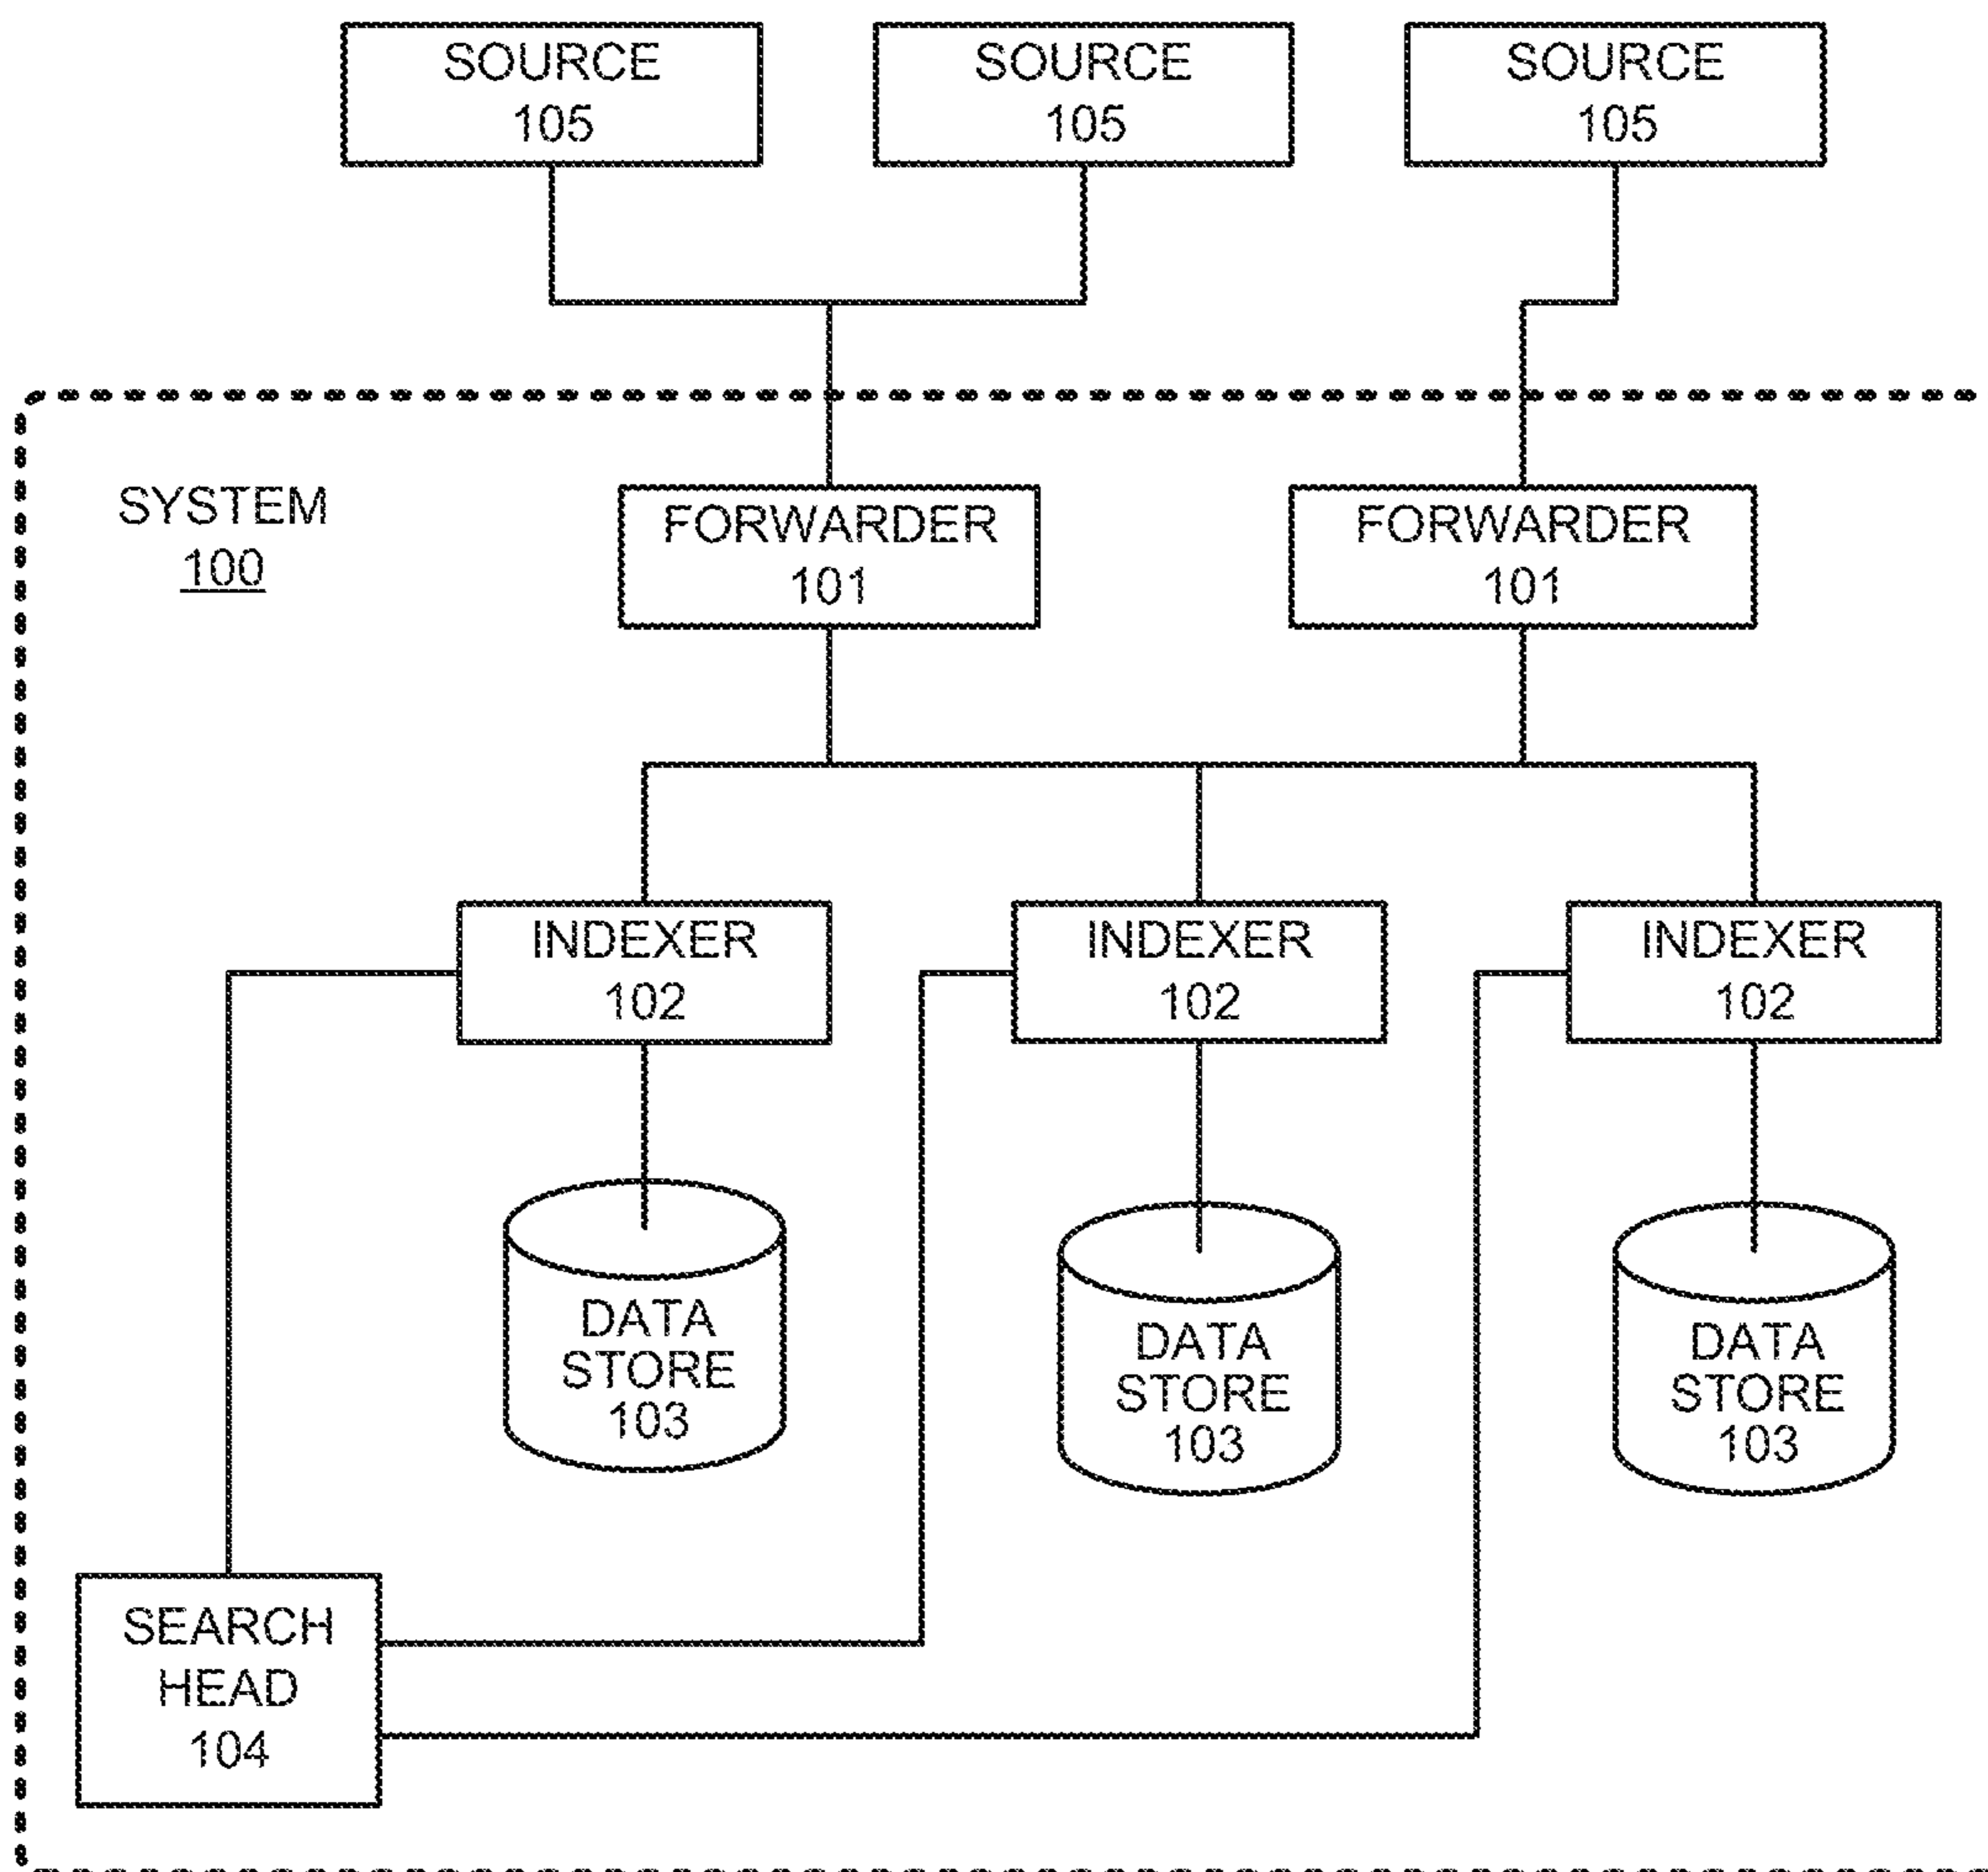 SOURCE
105
SOURCE
105
SOURCE
105
SYSTEM
100
FORWARDER
101
FORWARDER
101
INDEXER
102
INDEXER
102
INDEXER
102
DATA
STORE
103
DATA
STORE
103
DATA
STORE
103
SEARCH
HEAD
104